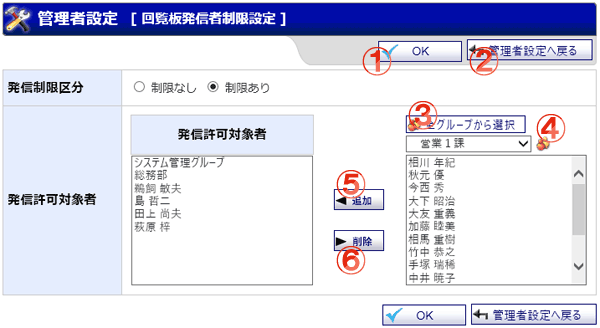 管理者設定 [ 回覧板発信者制限設定 ]
① OK ② 管理者設定へ戻る
発信制限区分 制限なし 制限あり
発信許可対象者
発信許可対象者
システム管理グループ
総務部
鵜飼 敏夫
島 哲二
田上 尚夫
萩原 梓
⑤ 追加
⑥ 削除
③ 全グループから選択
営業1課 ④
相川 年紀
秋元 優
今西 秀
大下 昭治
大友 重義
加藤 睦美
相馬 重樹
竹中 恭之
手塚 瑞稀
中井 暁子
OK 管理者設定へ戻る